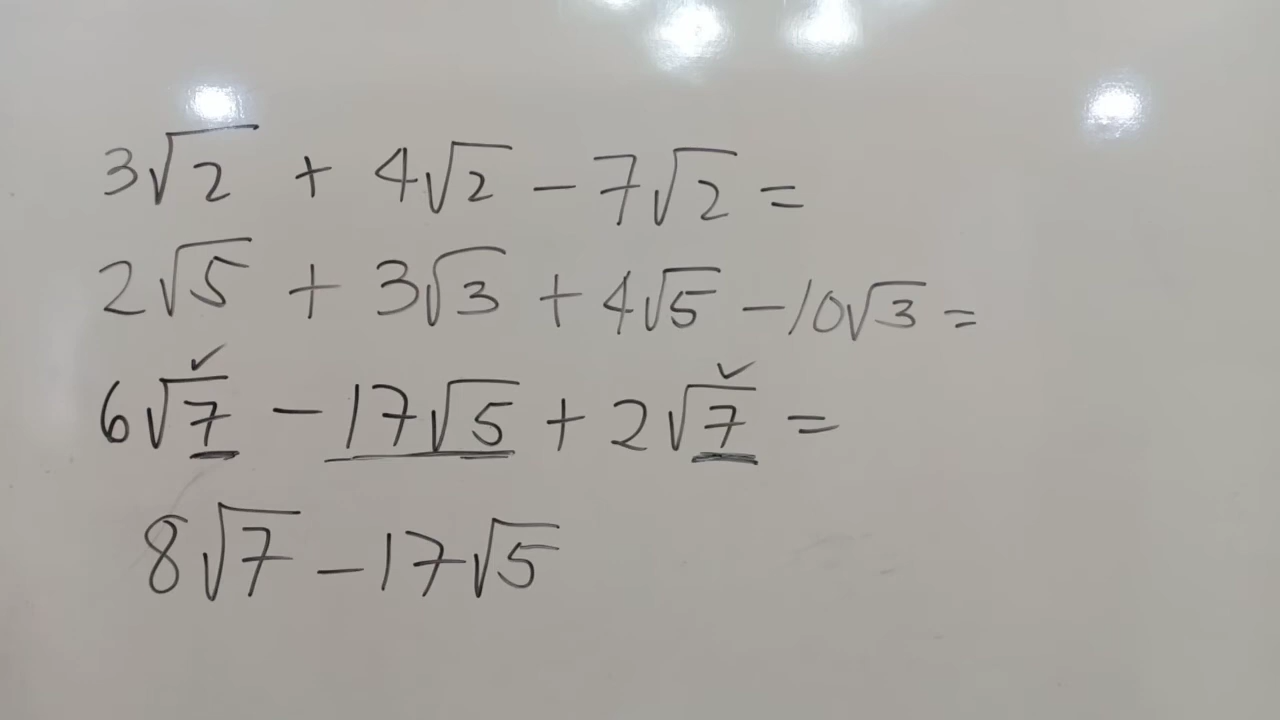 3√2 + 4√2 - 7√2 =
2√5 + 3√3 + 4√5 - 10√3 =
6√7 - 17√5 + 2√7 =
8√7 - 17√5